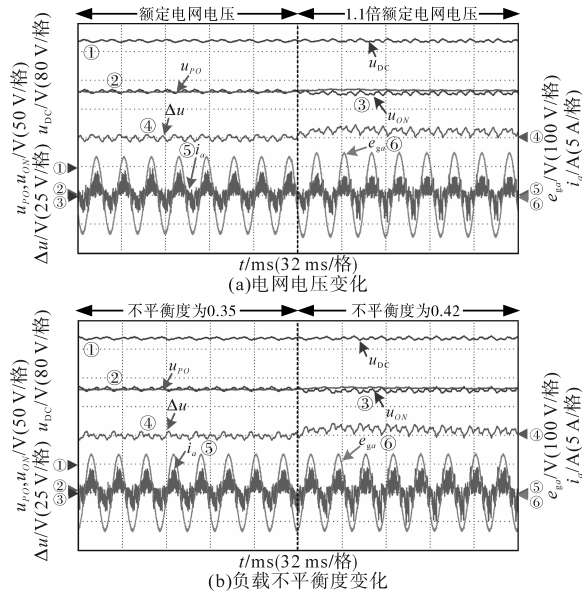 额定电网电压 1.1倍额定电网电压
① u_DC
② u_PO
③ u_ON
④ Δu
⑤ i_a e_ga ⑥
①
②
③
④
⑤
⑥
u_PO,u_ON/V(50 V/格) u_DC/V(80 V/格)
Δu/V(25 V/格)
e_ga/V(100 V/格)
i_a/A(5 A/格)
t/ms(32 ms/格)
(a)电网电压变化
不平衡度为0.35 不平衡度为0.42
① u_DC
② u_PO
③ u_ON
④ Δu
i_a ⑤ e_ga ⑥
①
②
③
④
⑤
⑥
u_PO,u_ON/V(50 V/格) u_DC/V(80 V/格)
Δu/V(25 V/格)
e_ga/V(100 V/格)
i_a/A(5 A/格)
t/ms(32 ms/格)
(b)负载不平衡度变化